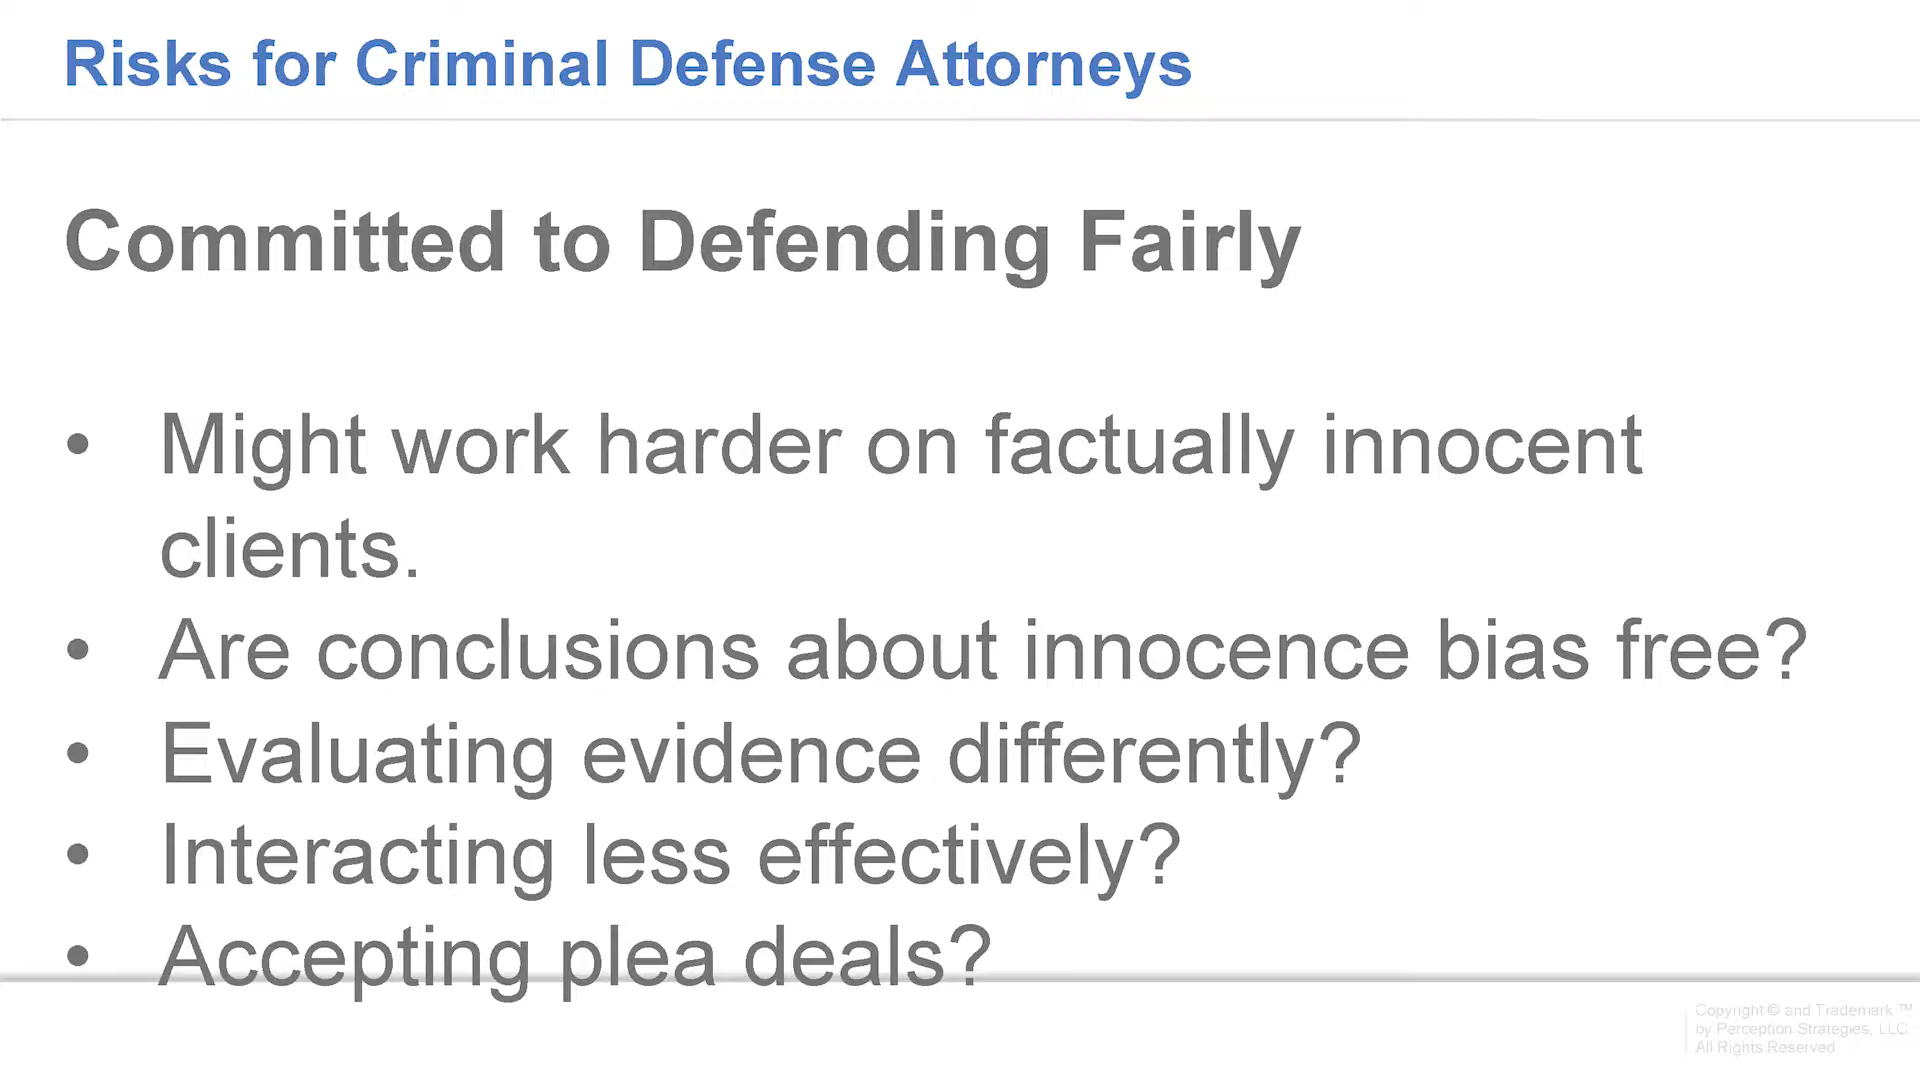 Risks for Criminal Defense Attorneys
Committed to Defending Fairly
• Might work harder on factually innocent
clients.
• Are conclusions about innocence bias free?
• Evaluating evidence differently?
• Interacting less effectively?
• Accepting plea deals?
Copyright © and Trademark ™
by Perception Strategies, LLC
All Rights Reserved